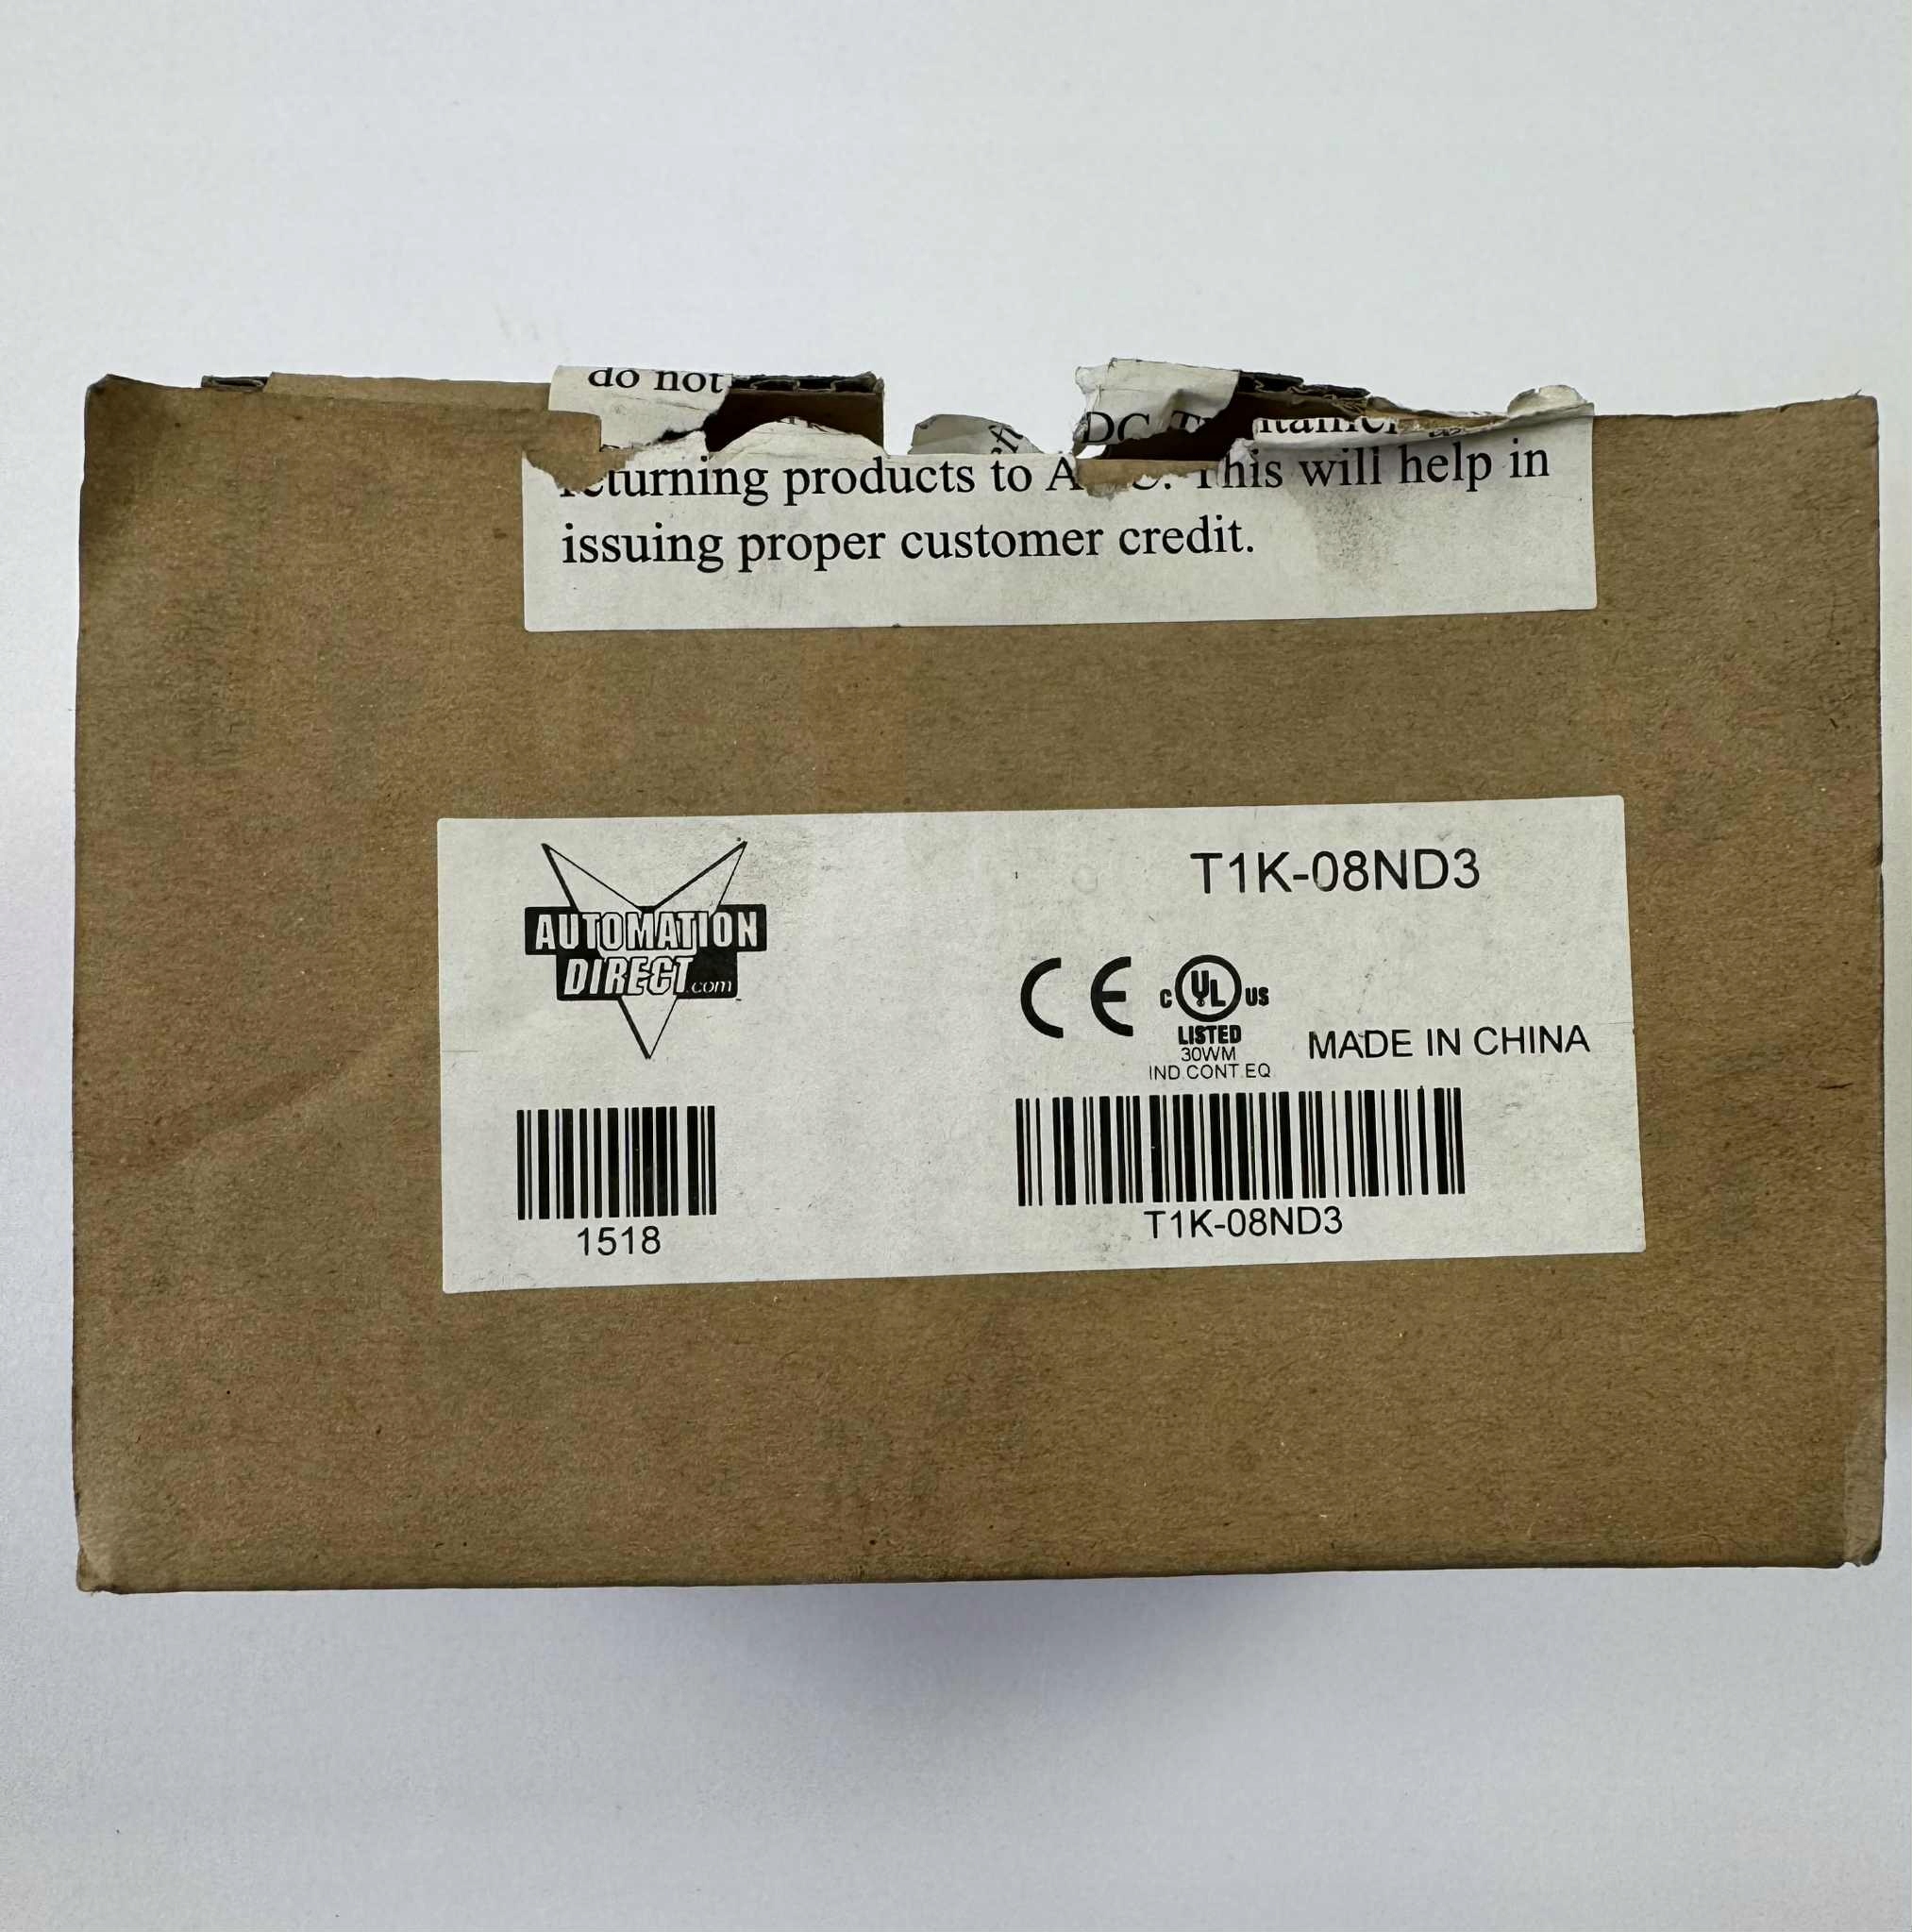 do not
DC
returning products to A C. This will help in
issuing proper customer credit.
AUTOMATION
DIRECT.com
T1K-08ND3
CE
C UL US
LISTED
30WM
IND.CONT.EQ
MADE IN CHINA
1518
T1K-08ND3